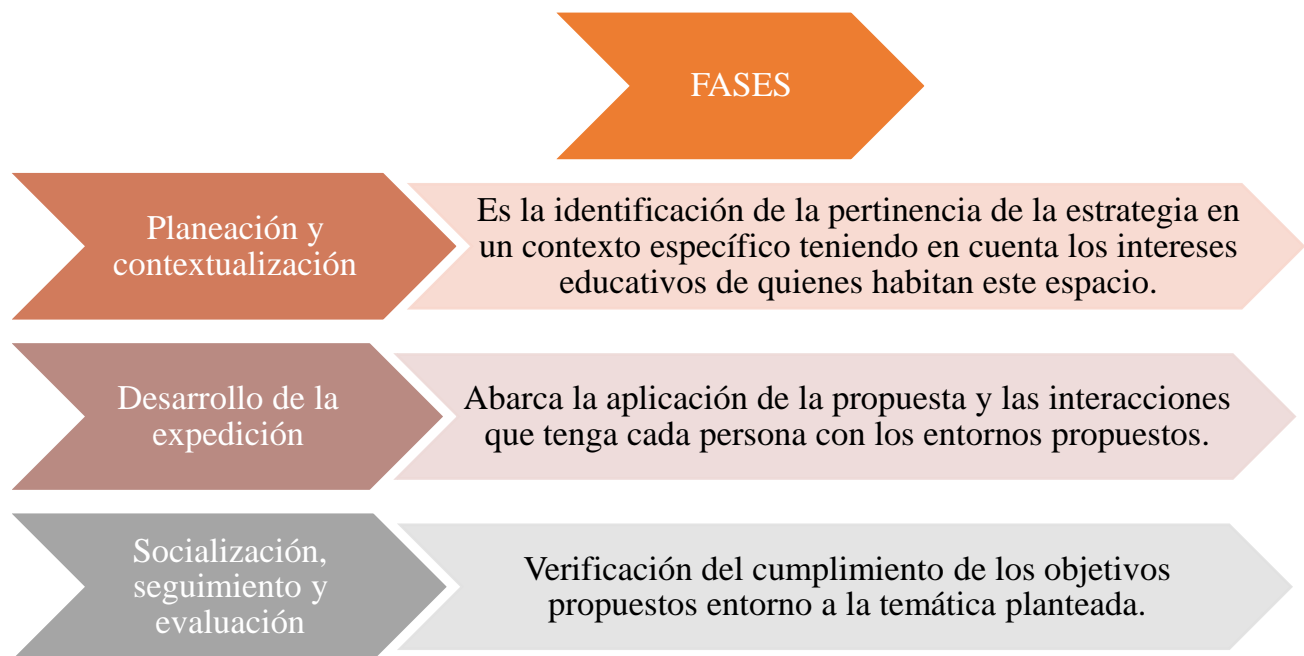 FASES
Planeación y
contextualización
Es la identificación de la pertinencia de la estrategia en
un contexto específico teniendo en cuenta los intereses
educativos de quienes habitan este espacio.
Desarrollo de la
expedición
Abarca la aplicación de la propuesta y las interacciones
que tenga cada persona con los entornos propuestos.
Socialización,
seguimiento y
evaluación
Verificación del cumplimiento de los objetivos
propuestos entorno a la temática planteada.